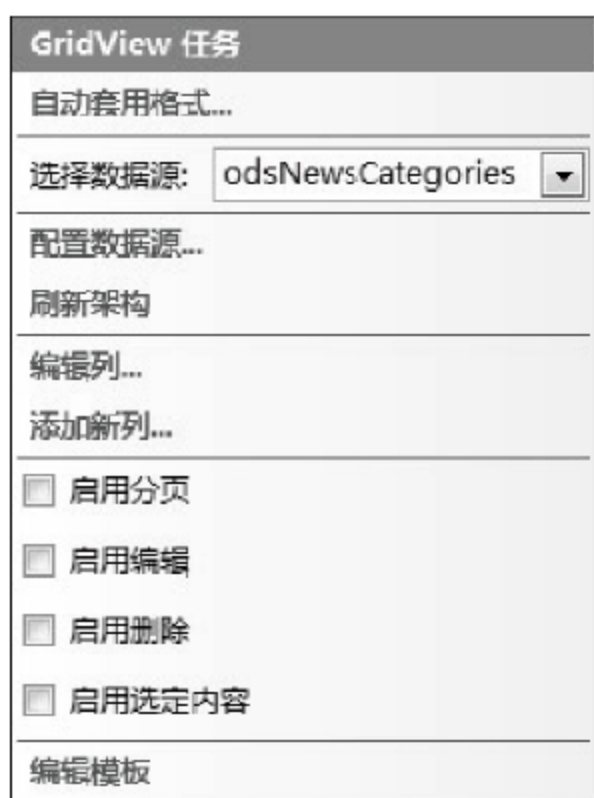 GridView 任务
自动套用格式...
选择数据源: odsNewsCategories
配置数据源...
刷新架构
编辑列...
添加新列...
启用分页
启用编辑
启用删除
启用选定内容
编辑模板